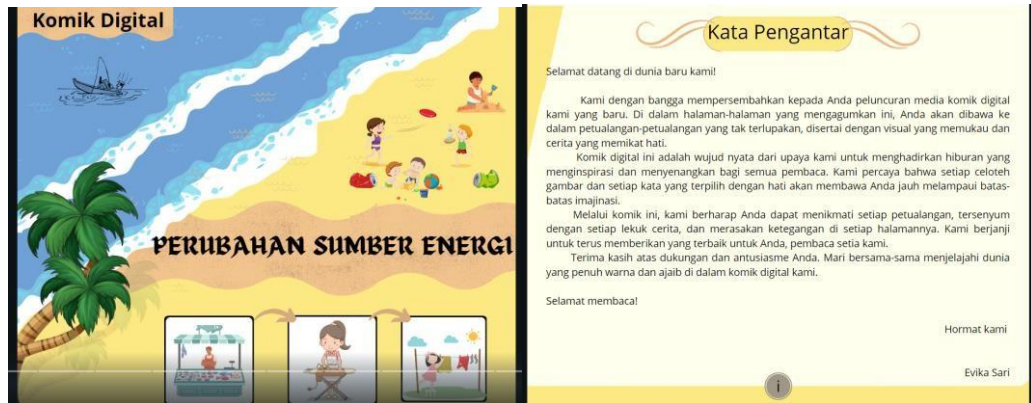 Komik Digital
PERUBAHAN SUMBER ENERGI
Kata Pengantar
Selamat datang di dunia baru kami!
Kami dengan bangga mempersembahkan kepada Anda peluncuran media komik digital
kami yang baru. Di dalam halaman-halaman yang mengagumkan ini, Anda akan dibawa ke
dalam petualangan-petualangan yang tak terlupakan, disertai dengan visual yang memukau dan
cerita yang memikat hati.
Komik digital ini adalah wujud nyata dari upaya kami untuk menghadirkan hiburan yang
menginspirasi dan menyenangkan bagi semua pembaca. Kami percaya bahwa setiap celoteh
gambar dan setiap kata yang terpilih dengan hati akan membawa Anda jauh melampaui batas-
batas imajinasi.
Melalui komik ini, kami berharap Anda dapat menikmati setiap petualangan, tersenyum
dengan setiap lekuk cerita, dan merasakan ketegangan di setiap halamannya. Kami berjanji
untuk terus memberikan yang terbaik untuk Anda, pembaca setia kami.
Terima kasih atas dukungan dan antusiasme Anda. Mari bersama-sama menjelajahi dunia
yang penuh warna dan ajaib di dalam komik digital kami.
Selamat membaca!
Hormat kami
Evika Sari
i